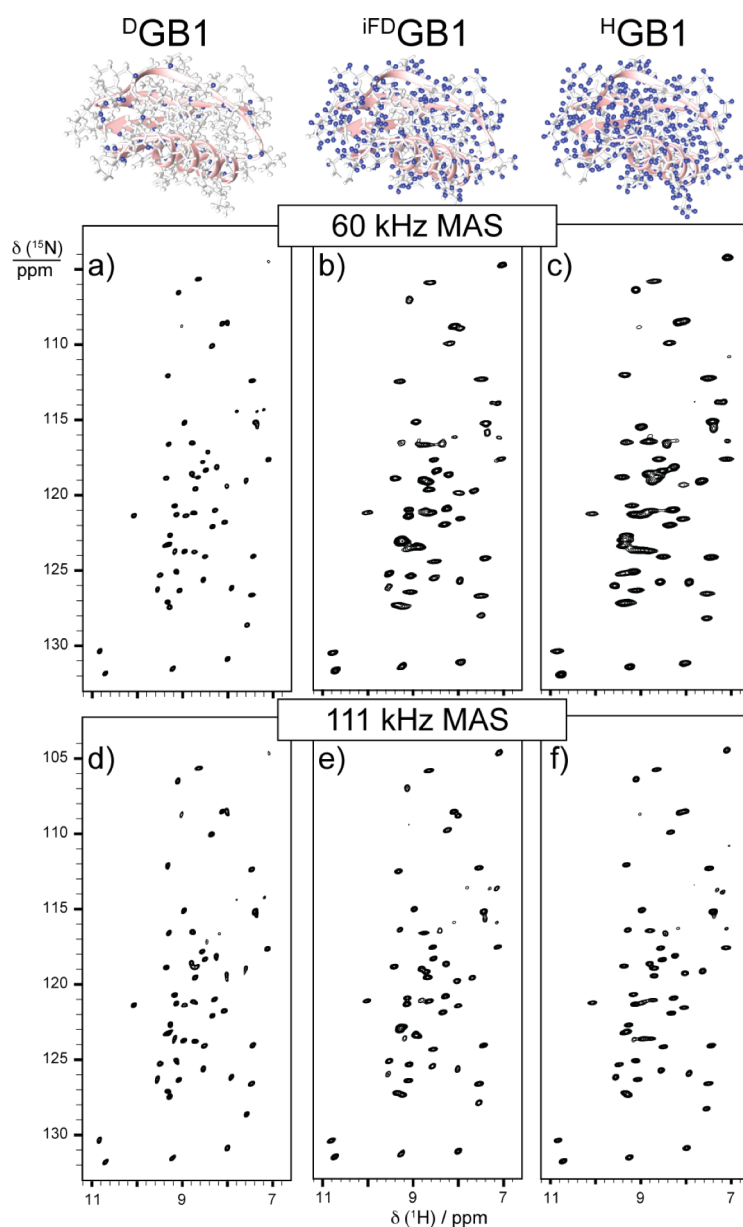 ᴰGB1 ⁱFᴰGB1 ᴴGB1
60 kHz MAS
δ (¹⁵N)
ppm
a) b) c)
110
115
120
125
130
111 kHz MAS
d) e) f)
105
110
115
120
125
130
11 9 7 11 9 7 11 9 7
δ (¹H) / ppm